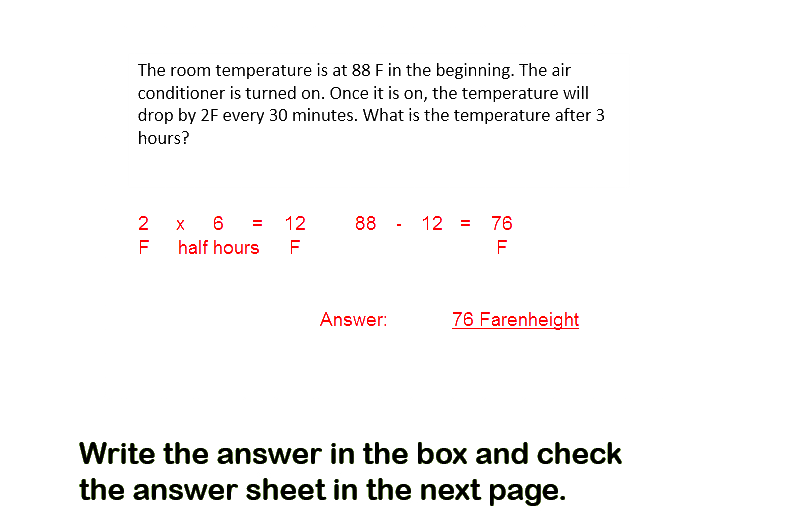 The room temperature is at 88 F in the beginning. The air
conditioner is turned on. Once it is on, the temperature will
drop by 2F every 30 minutes. What is the temperature after 3
hours?
2 x 6 = 12 88 - 12 = 76
F half hours F F
Answer: 76 Farenheight
Write the answer in the box and check
the answer sheet in the next page.